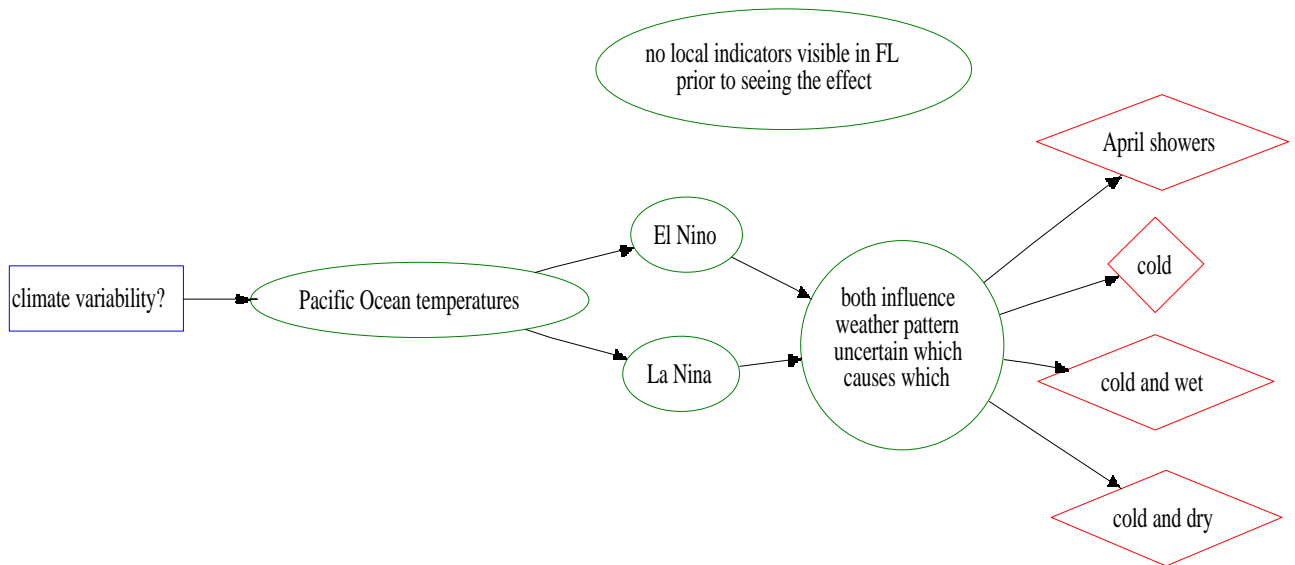 no local indicators visible in FL
prior to seeing the effect
April showers
El Nino
cold
climate variability?
Pacific Ocean temperatures
both influence
weather pattern
uncertain which
causes which
La Nina
cold and wet
cold and dry